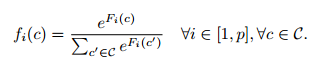 f_i(c) = \frac{e^{F_i(c)}}{\sum_{c' \in \mathcal{C}} e^{F_i(c')}} \quad \forall i \in [1, p], \forall c \in \mathcal{C}.